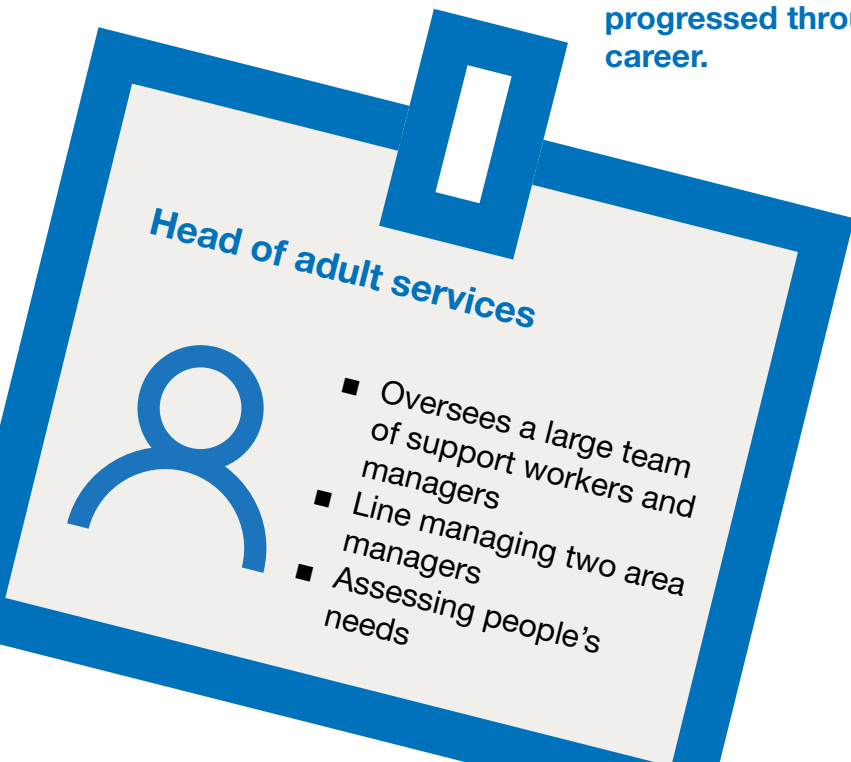 progressed
career.
Head of adult services
■ Oversees a large team
of support workers and
managers
■ Line managing two area
managers
■ Assessing people’s
needs